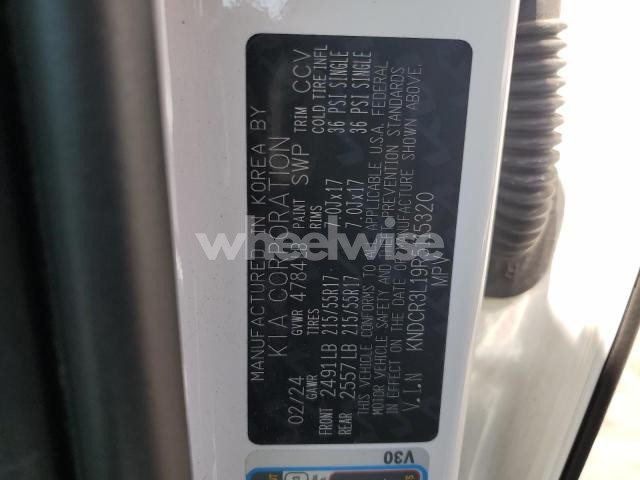 MANUFACTURED IN KOREA BY
KIA CORPORATION
02/24 GVWR 4784LB PAINT SWP TRIM CCV
GAWR TIRES RIMS COLD TIRE INFL
FRONT 2491LB 215/55R17 7.0Jx17 36 PSI SINGLE
REAR 2557LB 215/55R17 7.0Jx17 36 PSI SINGLE
THIS VEHICLE CONFORMS TO ALL APPLICABLE U.S.A. FEDERAL
MOTOR VEHICLE SAFETY AND THEFT PREVENTION STANDARDS
IN EFFECT ON THE DATE OF MANUFACTURE SHOWN ABOVE.
V.I.N MPV
V30
wheelwise